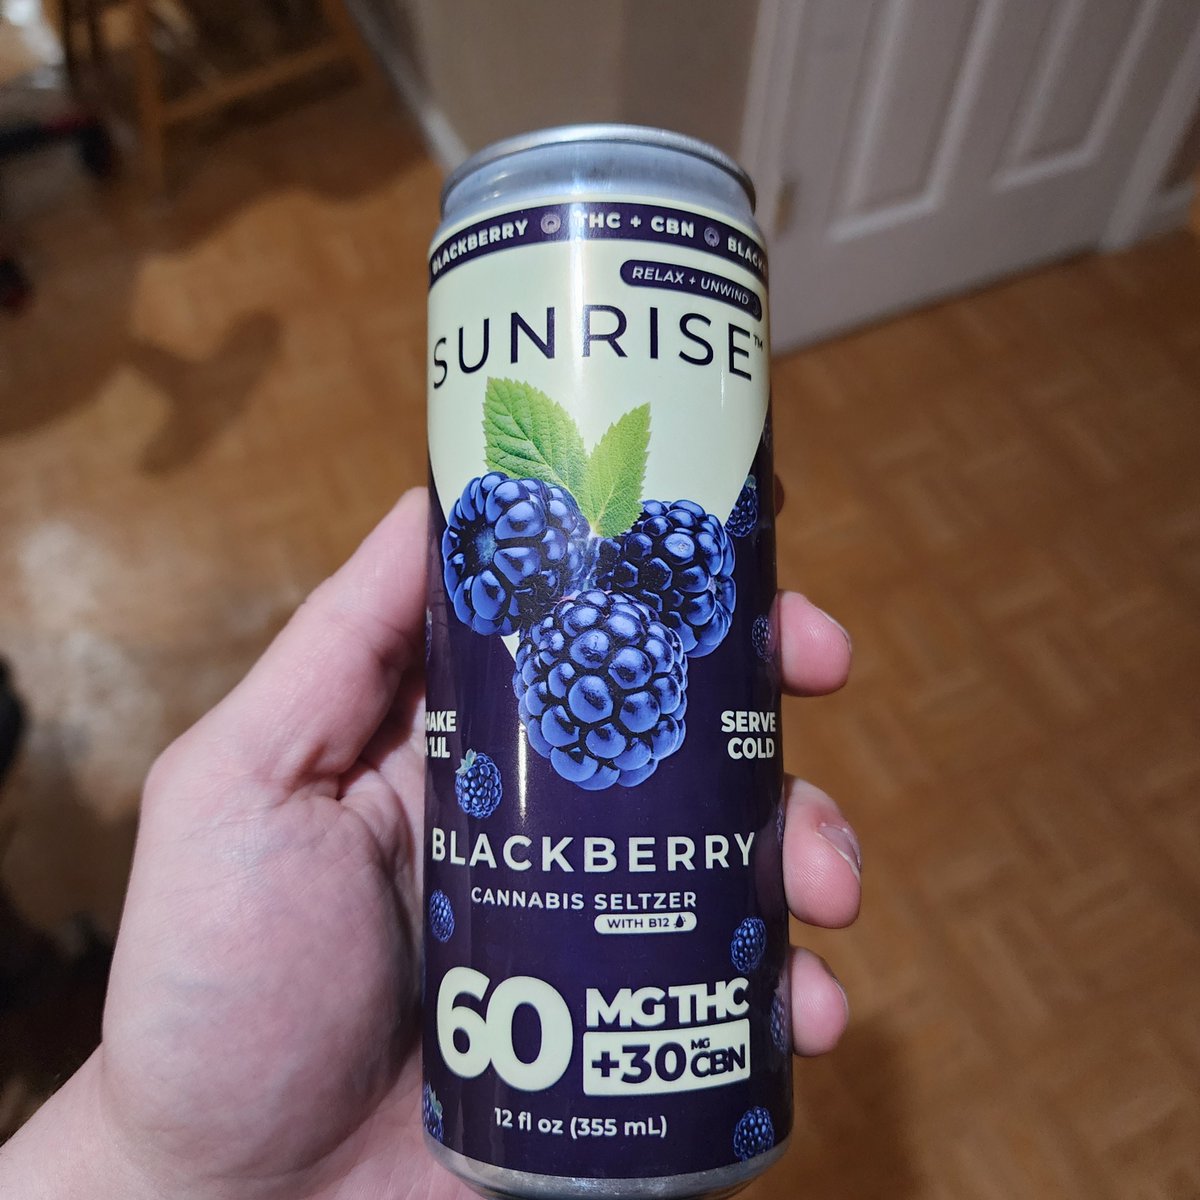 BLACKBERRY THC + CBN
RELAX + UNWIND
SUNRISE™
SERVE
COLD
'LIL
BLACKBERRY
CANNABIS SELTZER
WITH B12
60 MG THC
+30 MG CBN
12 fl oz (355 mL)